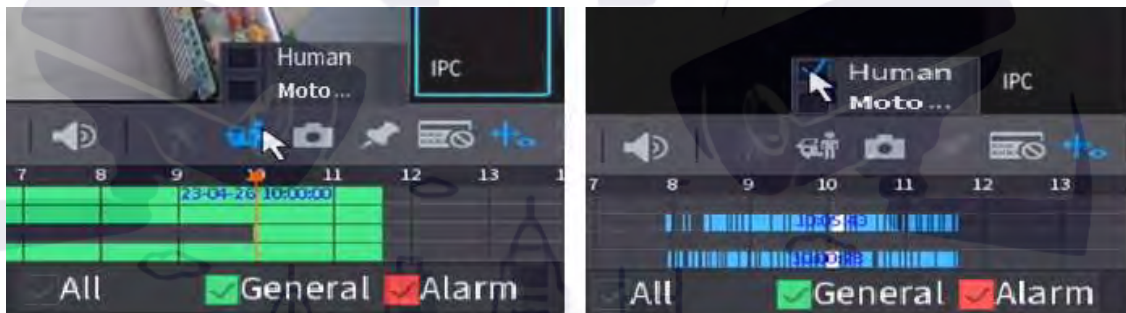 Human
IPC
Moto...
7 8 9 10 11 12 13 1
23-04-26 10:00:00
All General Alarm
Human
IPC
Moto...
7 8 9 10 11 12 13
All General Alarm